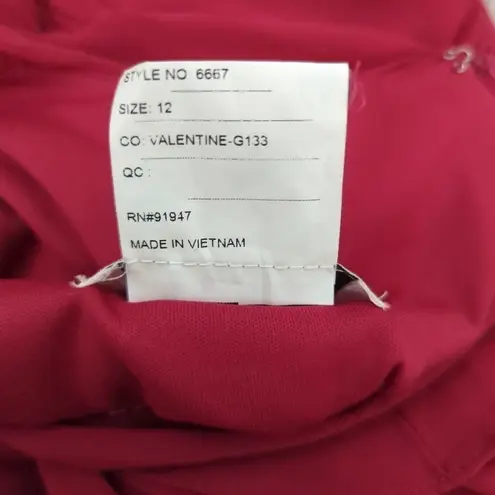 STYLE NO 6667
SIZE: 12
CO: VALENTINE-G133
QC :
RN#91947
MADE IN VIETNAM